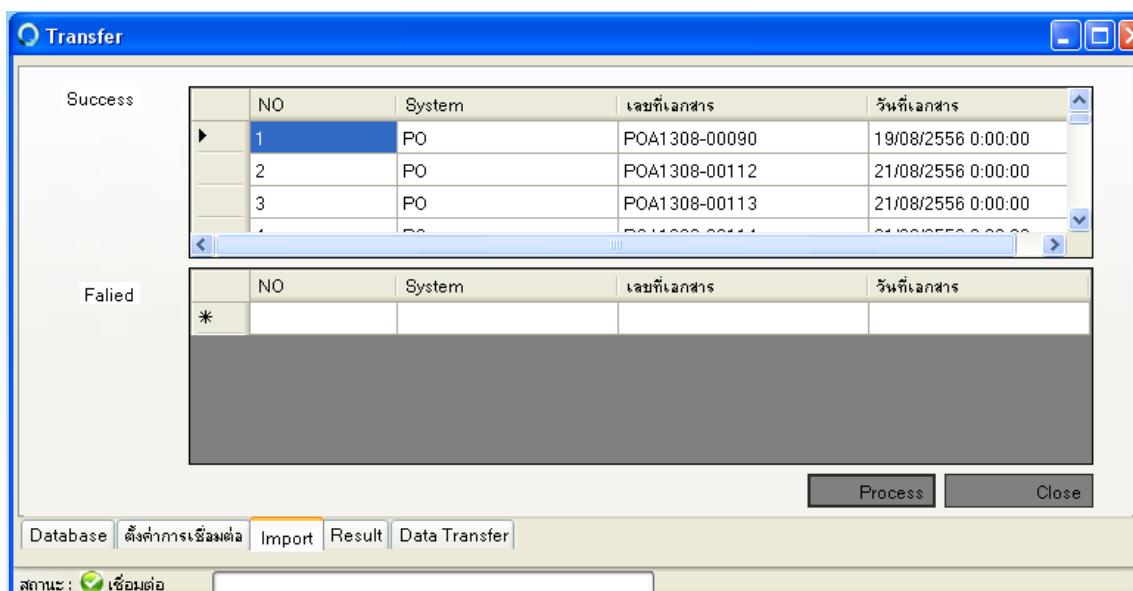 Transfer
Success
NO System เลขที่เอกสาร วันที่เอกสาร
1 PO POA1308-00090 19/08/2556 0:00:00
2 PO POA1308-00112 21/08/2556 0:00:00
3 PO POA1308-00113 21/08/2556 0:00:00
Falied
NO System เลขที่เอกสาร วันที่เอกสาร
Process Close
Database ตั้งค่าการเชื่อมต่อ Import Result Data Transfer
สถานะ : เชื่อมต่อ